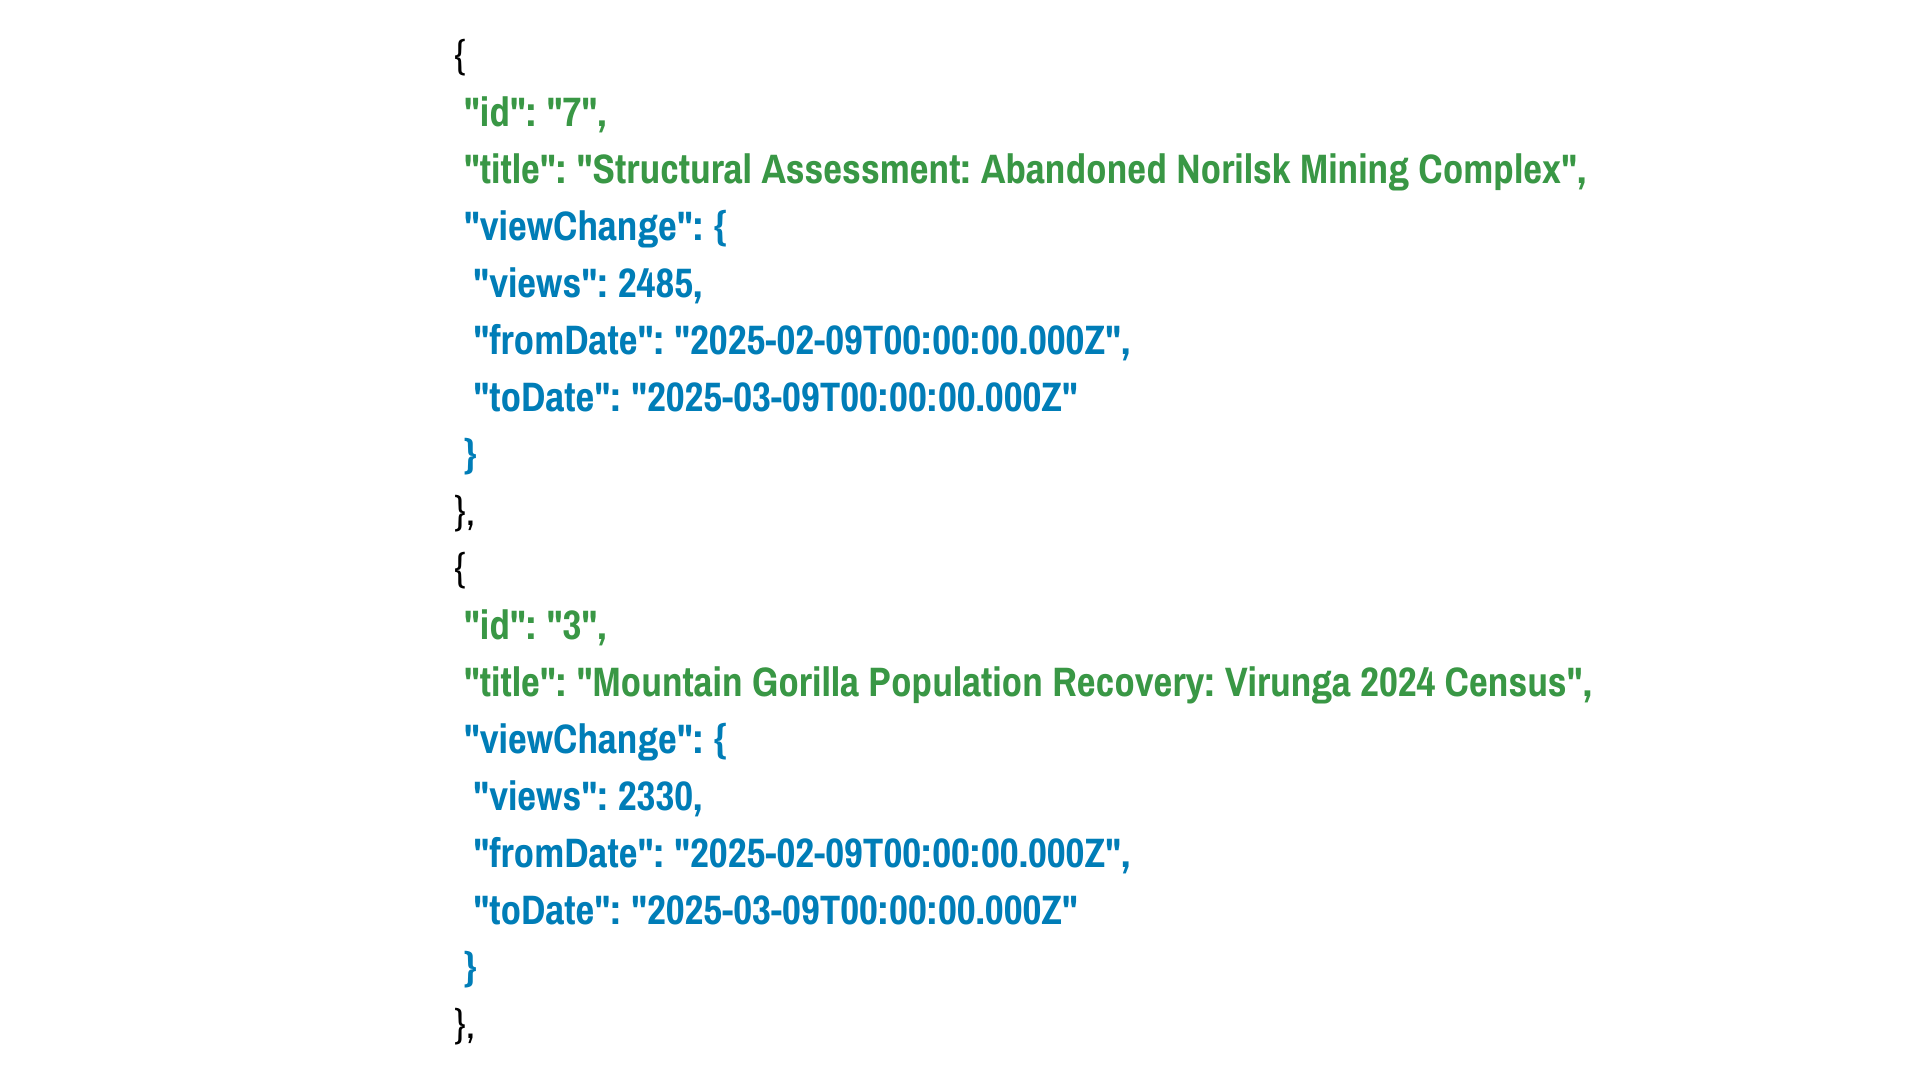 {
"id": "7",
"title": "Structural Assessment: Abandoned Norilsk Mining Complex",
"viewChange": {
"views": 2485,
"fromDate": "2025-02-09T00:00:00.000Z",
"toDate": "2025-03-09T00:00:00.000Z"
}
},
{
"id": "3",
"title": "Mountain Gorilla Population Recovery: Virunga 2024 Census",
"viewChange": {
"views": 2330,
"fromDate": "2025-02-09T00:00:00.000Z",
"toDate": "2025-03-09T00:00:00.000Z"
}
},